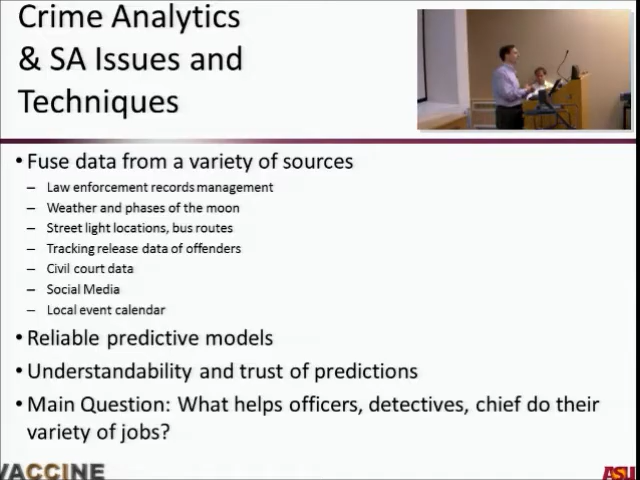 Crime Analytics
& SA Issues and
Techniques
• Fuse data from a variety of sources
– Law enforcement records management
– Weather and phases of the moon
– Street light locations, bus routes
– Tracking release data of offenders
– Civil court data
– Social Media
– Local event calendar
• Reliable predictive models
• Understandability and trust of predictions
• Main Question: What helps officers, detectives, chief do their
variety of jobs?
VACCINE
ASU